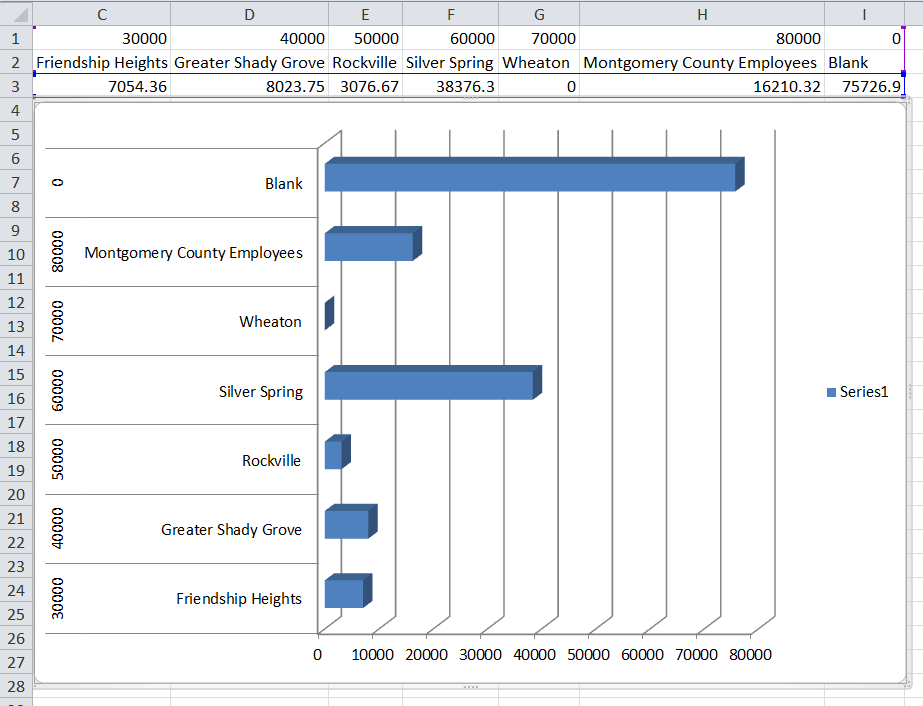 C D E F G H I
1 30000 40000 50000 60000 70000 80000 0
2 Friendship Heights Greater Shady Grove Rockville Silver Spring Wheaton Montgomery County Employees Blank
3 7054.36 8023.75 3076.67 38376.3 0 16210.32 75726.9
4
5
6
7 0 Blank
8
9
10 80000 Montgomery County Employees
11
12
13 70000 Wheaton
14
15
16 60000 Silver Spring Series1
17
18
19 50000 Rockville
20
21
22 40000 Greater Shady Grove
23
24
25 30000 Friendship Heights
26
27 0 10000 20000 30000 40000 50000 60000 70000 80000
28